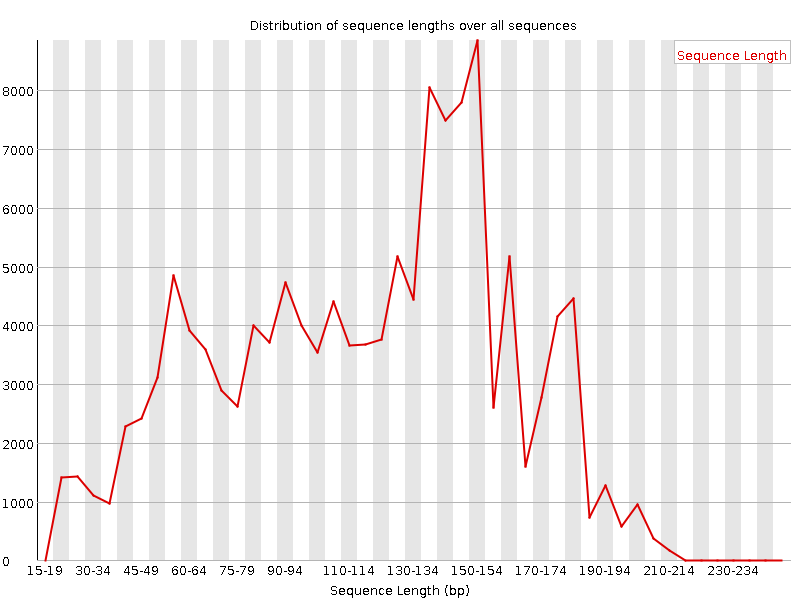 Distribution of sequence lengths over all sequences
Sequence Length
8000
7000
6000
5000
4000
3000
2000
1000
0
15-19 30-34 45-49 60-64 75-79 90-94 110-114 130-134 150-154 170-174 190-194 210-214 230-234
Sequence Length (bp)